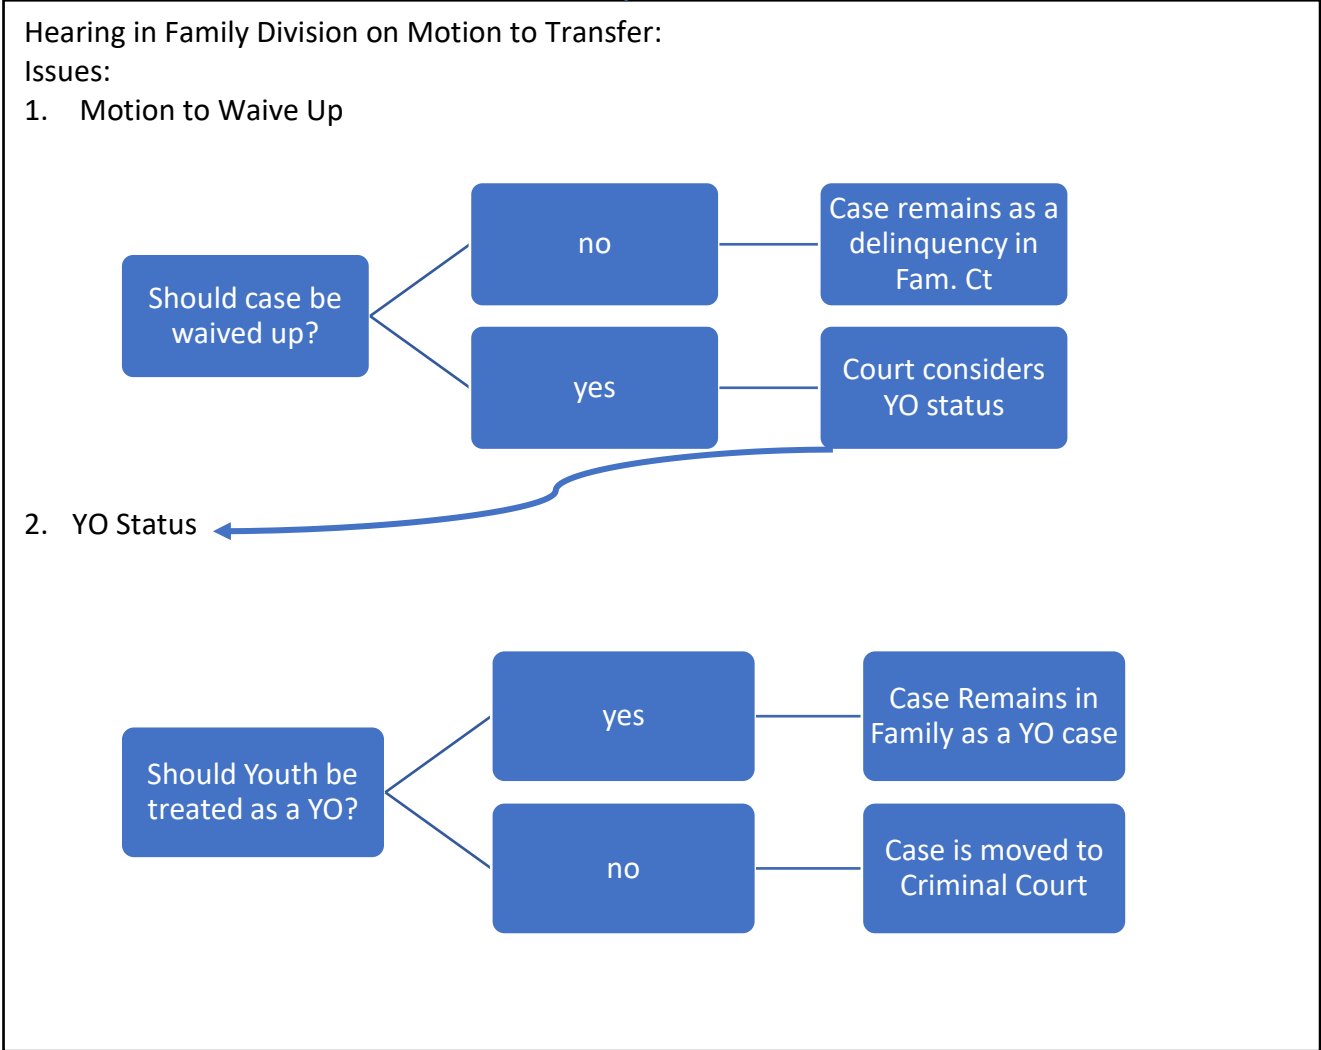 Hearing in Family Division on Motion to Transfer:
Issues:
1. Motion to Waive Up
Should case be
waived up?
no
Case remains as a
delinquency in
Fam. Ct
yes
Court considers
YO status
2. YO Status
Should Youth be
treated as a YO?
yes
Case Remains in
Family as a YO case
no
Case is moved to
Criminal Court